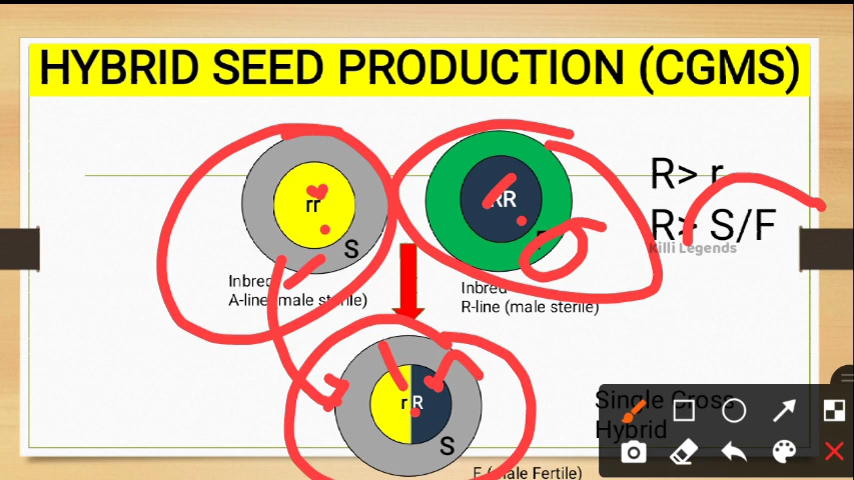 HYBRID SEED PRODUCTION (CGMS)
rr
S
RR
R> r
R> S/F
Killi Legends
Inbred
A-line (male sterile)
Inbred
R-line (male sterile)
r R
S
Single Cross
Hybrid
F (Male Fertile)